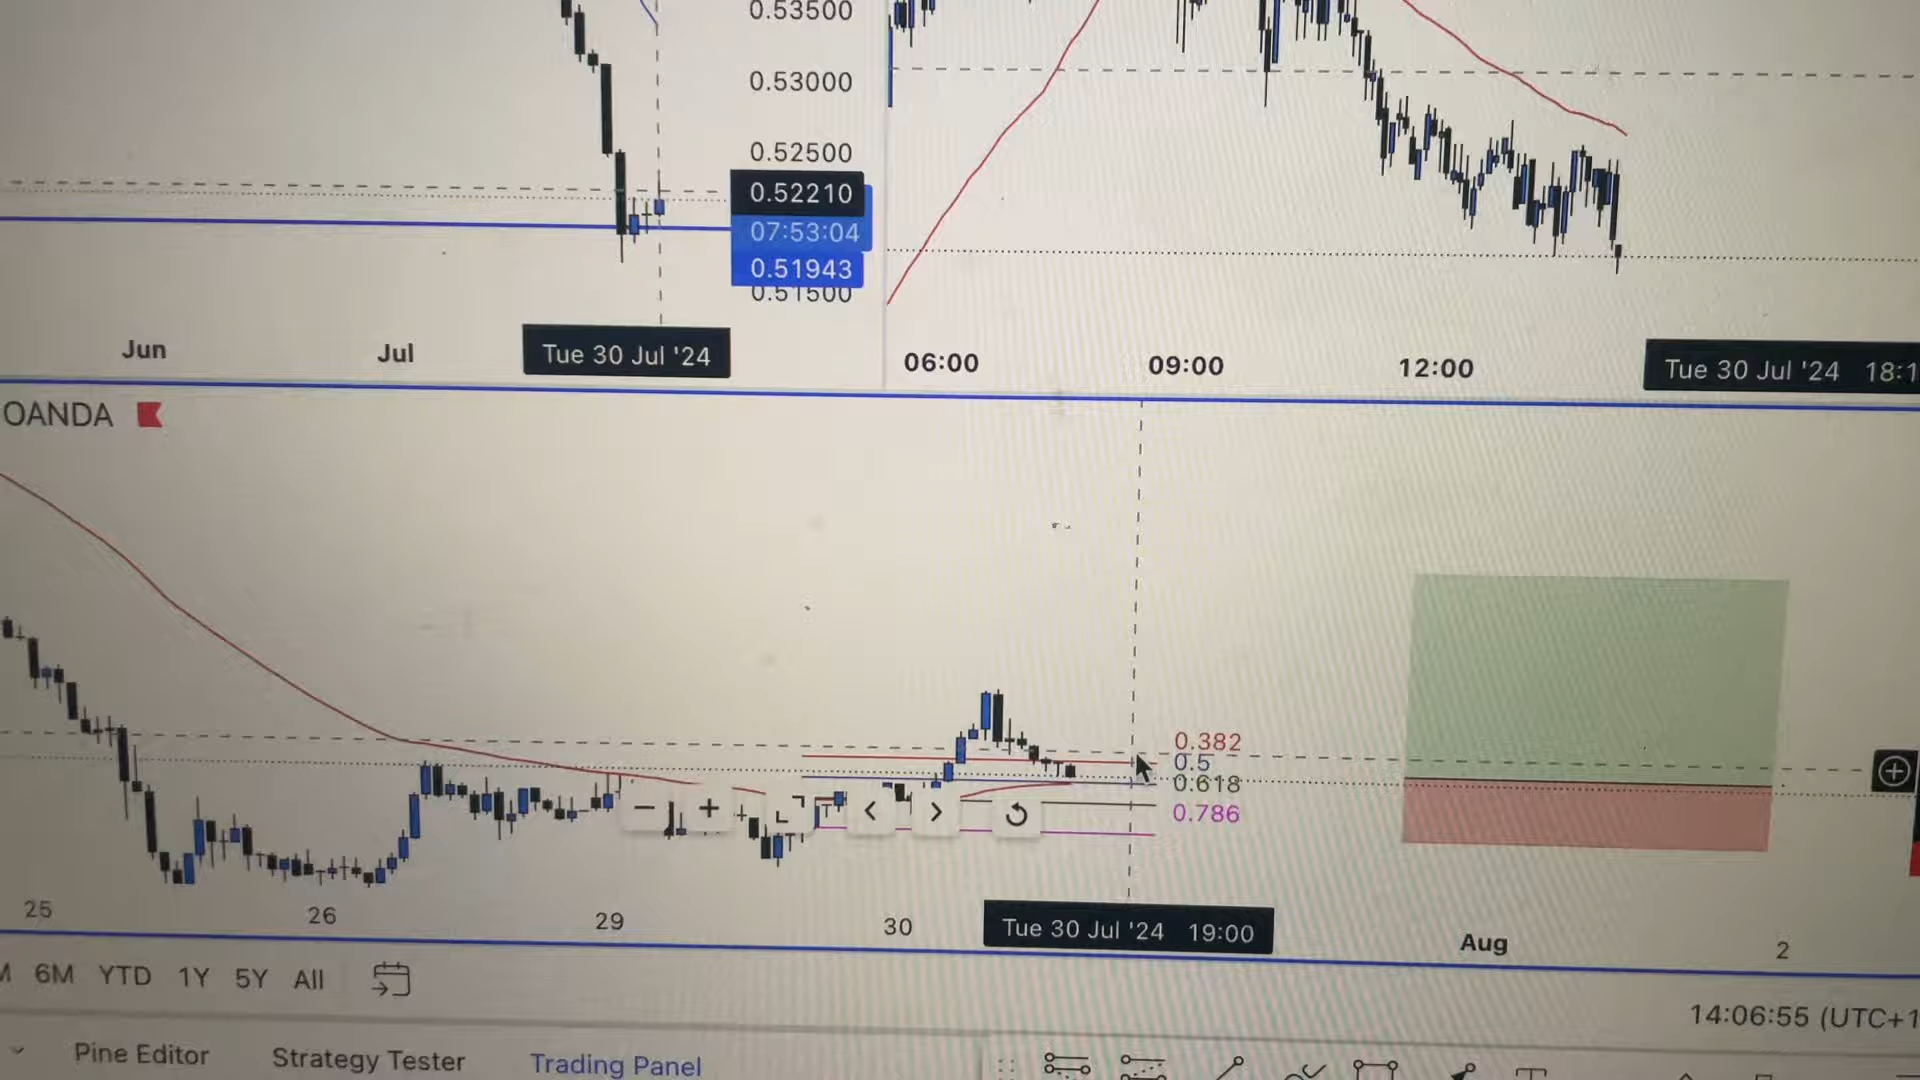 0.53500
0.53000
0.52500
0.52210
07:53:04
0.51943
0.51500
Jun
Jul
Tue 30 Jul '24
06:00
09:00
12:00
Tue 30 Jul '24 18:1
OANDA
0.382
0.5
0.618
0.786
25
26
29
30
Tue 30 Jul '24 19:00
Aug
2
6M YTD 1Y 5Y All
14:06:55 (UTC+1
Pine Editor
Strategy Tester
Trading Panel